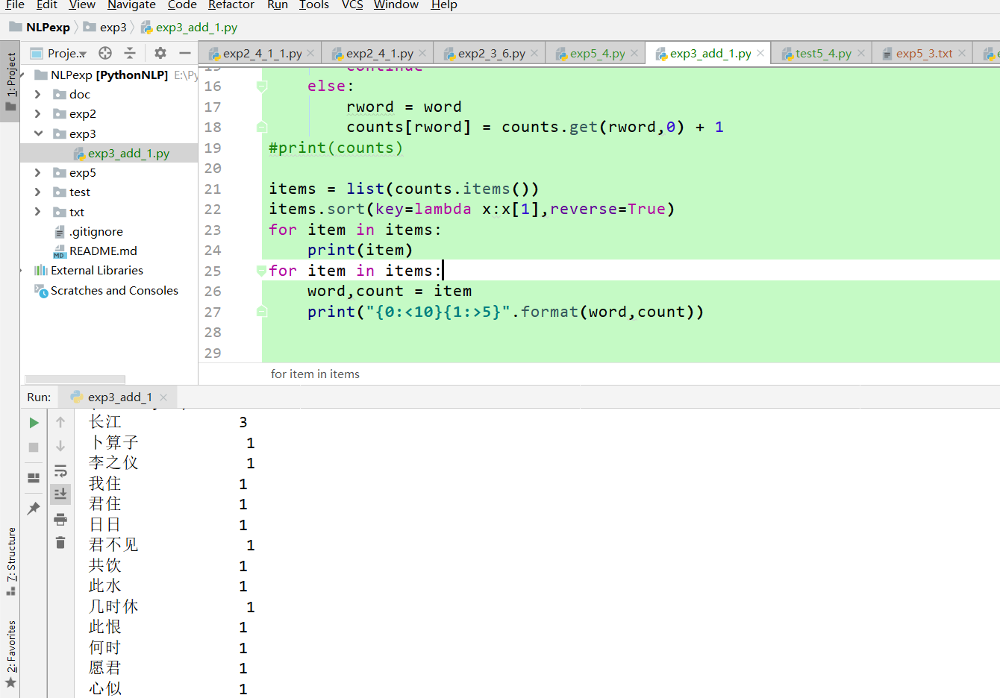 File Edit View Navigate Code Refactor Run Tools VCS Window Help
NLPexp exp3 exp3_add_1.py
1: Project
Proje...
exp2_4_1_1.py exp2_4_1.py exp2_3_6.py exp5_4.py exp3_add_1.py test5_4.py exp5_3.txt
NLPexp [PythonNLP] E:\Py
doc
exp2
exp3
exp3_add_1.py
exp5
test
txt
.gitignore
README.md
External Libraries
Scratches and Consoles
15 continue
16 else:
17 rword = word
18 counts[rword] = counts.get(rword,0) + 1
19 #print(counts)
20
21 items = list(counts.items())
22 items.sort(key=lambda x:x[1],reverse=True)
23 for item in items:
24 print(item)
25 for item in items:
26 word,count = item
27 print("{0:<10}{1:>5}".format(word,count))
28
29
for item in items
Run: exp3_add_1
长江 3
卜算子 1
李之仪 1
我住 1
君住 1
日日 1
君不见 1
共饮 1
此水 1
几时休 1
此恨 1
何时 1
愿君 1
心似 1
7: Structure
2: Favorites